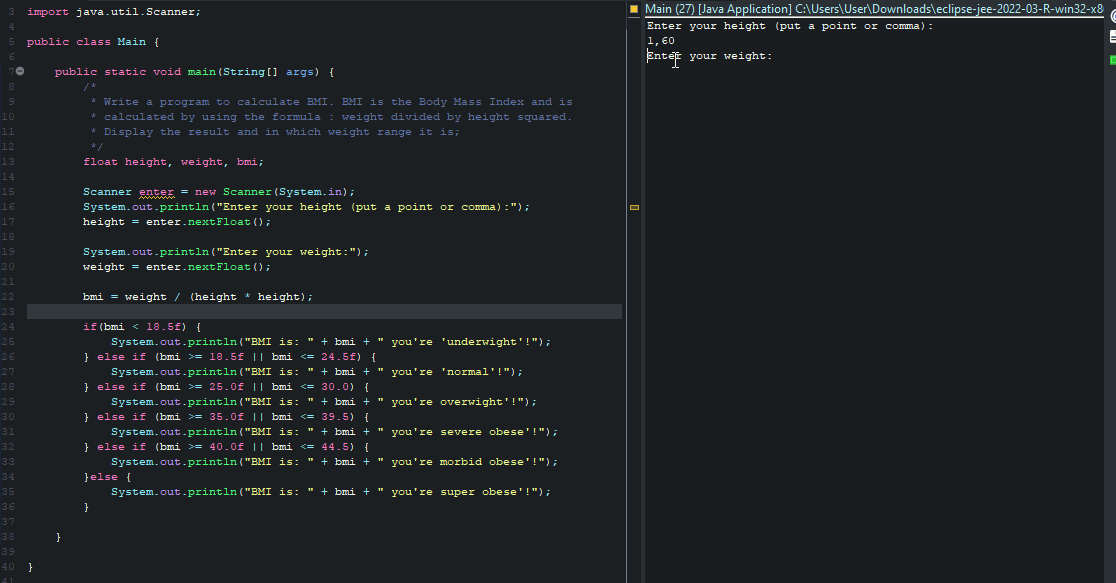 3 import java.util.Scanner;
4
5 public class Main {
6
7 public static void main(String[] args) {
8 /*
9 * Write a program to calculate BMI. BMI is the Body Mass Index and is
10 * calculated by using the formula : weight divided by height squared.
11 * Display the result and in which weight range it is;
12 */
13 float height, weight, bmi;
14
15 Scanner enter = new Scanner(System.in);
16 System.out.println("Enter your height (put a point or comma):");
17 height = enter.nextFloat();
18
19 System.out.println("Enter your weight:");
20 weight = enter.nextFloat();
21
22 bmi = weight / (height * height);
23
24 if(bmi < 18.5f) {
25 System.out.println("BMI is: " + bmi + " you're 'underwight'!");
26 } else if (bmi >= 18.5f || bmi <= 24.5f) {
27 System.out.println("BMI is: " + bmi + " you're 'normal'!");
28 } else if (bmi >= 25.0f || bmi <= 30.0) {
29 System.out.println("BMI is: " + bmi + " you're overwight'!");
30 } else if (bmi >= 35.0f || bmi <= 39.5) {
31 System.out.println("BMI is: " + bmi + " you're severe obese'!");
32 } else if (bmi >= 40.0f || bmi <= 44.5) {
33 System.out.println("BMI is: " + bmi + " you're morbid obese'!");
34 }else {
35 System.out.println("BMI is: " + bmi + " you're super obese'!");
36 }
37
38 }
39
40 }
41
Main (27) [Java Application] C:\Users\User\Downloads\eclipse-jee-2022-03-R-win32-x8
Enter your height (put a point or comma):
1,60
Enter your weight: